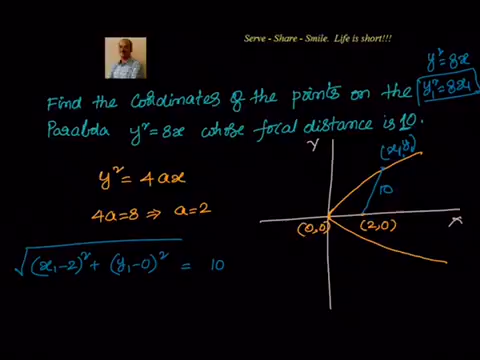 Serve - Share - Smile. Life is short!!!
y² = 8x
y₁² = 8x₁
Find the coordinates of the points on the
Parabola y² = 8x whose focal distance is 10.
y² = 4ax
4a = 8 ⇒ a = 2
√((x₁-2)² + (y₁-0)²) = 10
Y
(x₁,y₁)
10
X
(0,0)
(2,0)